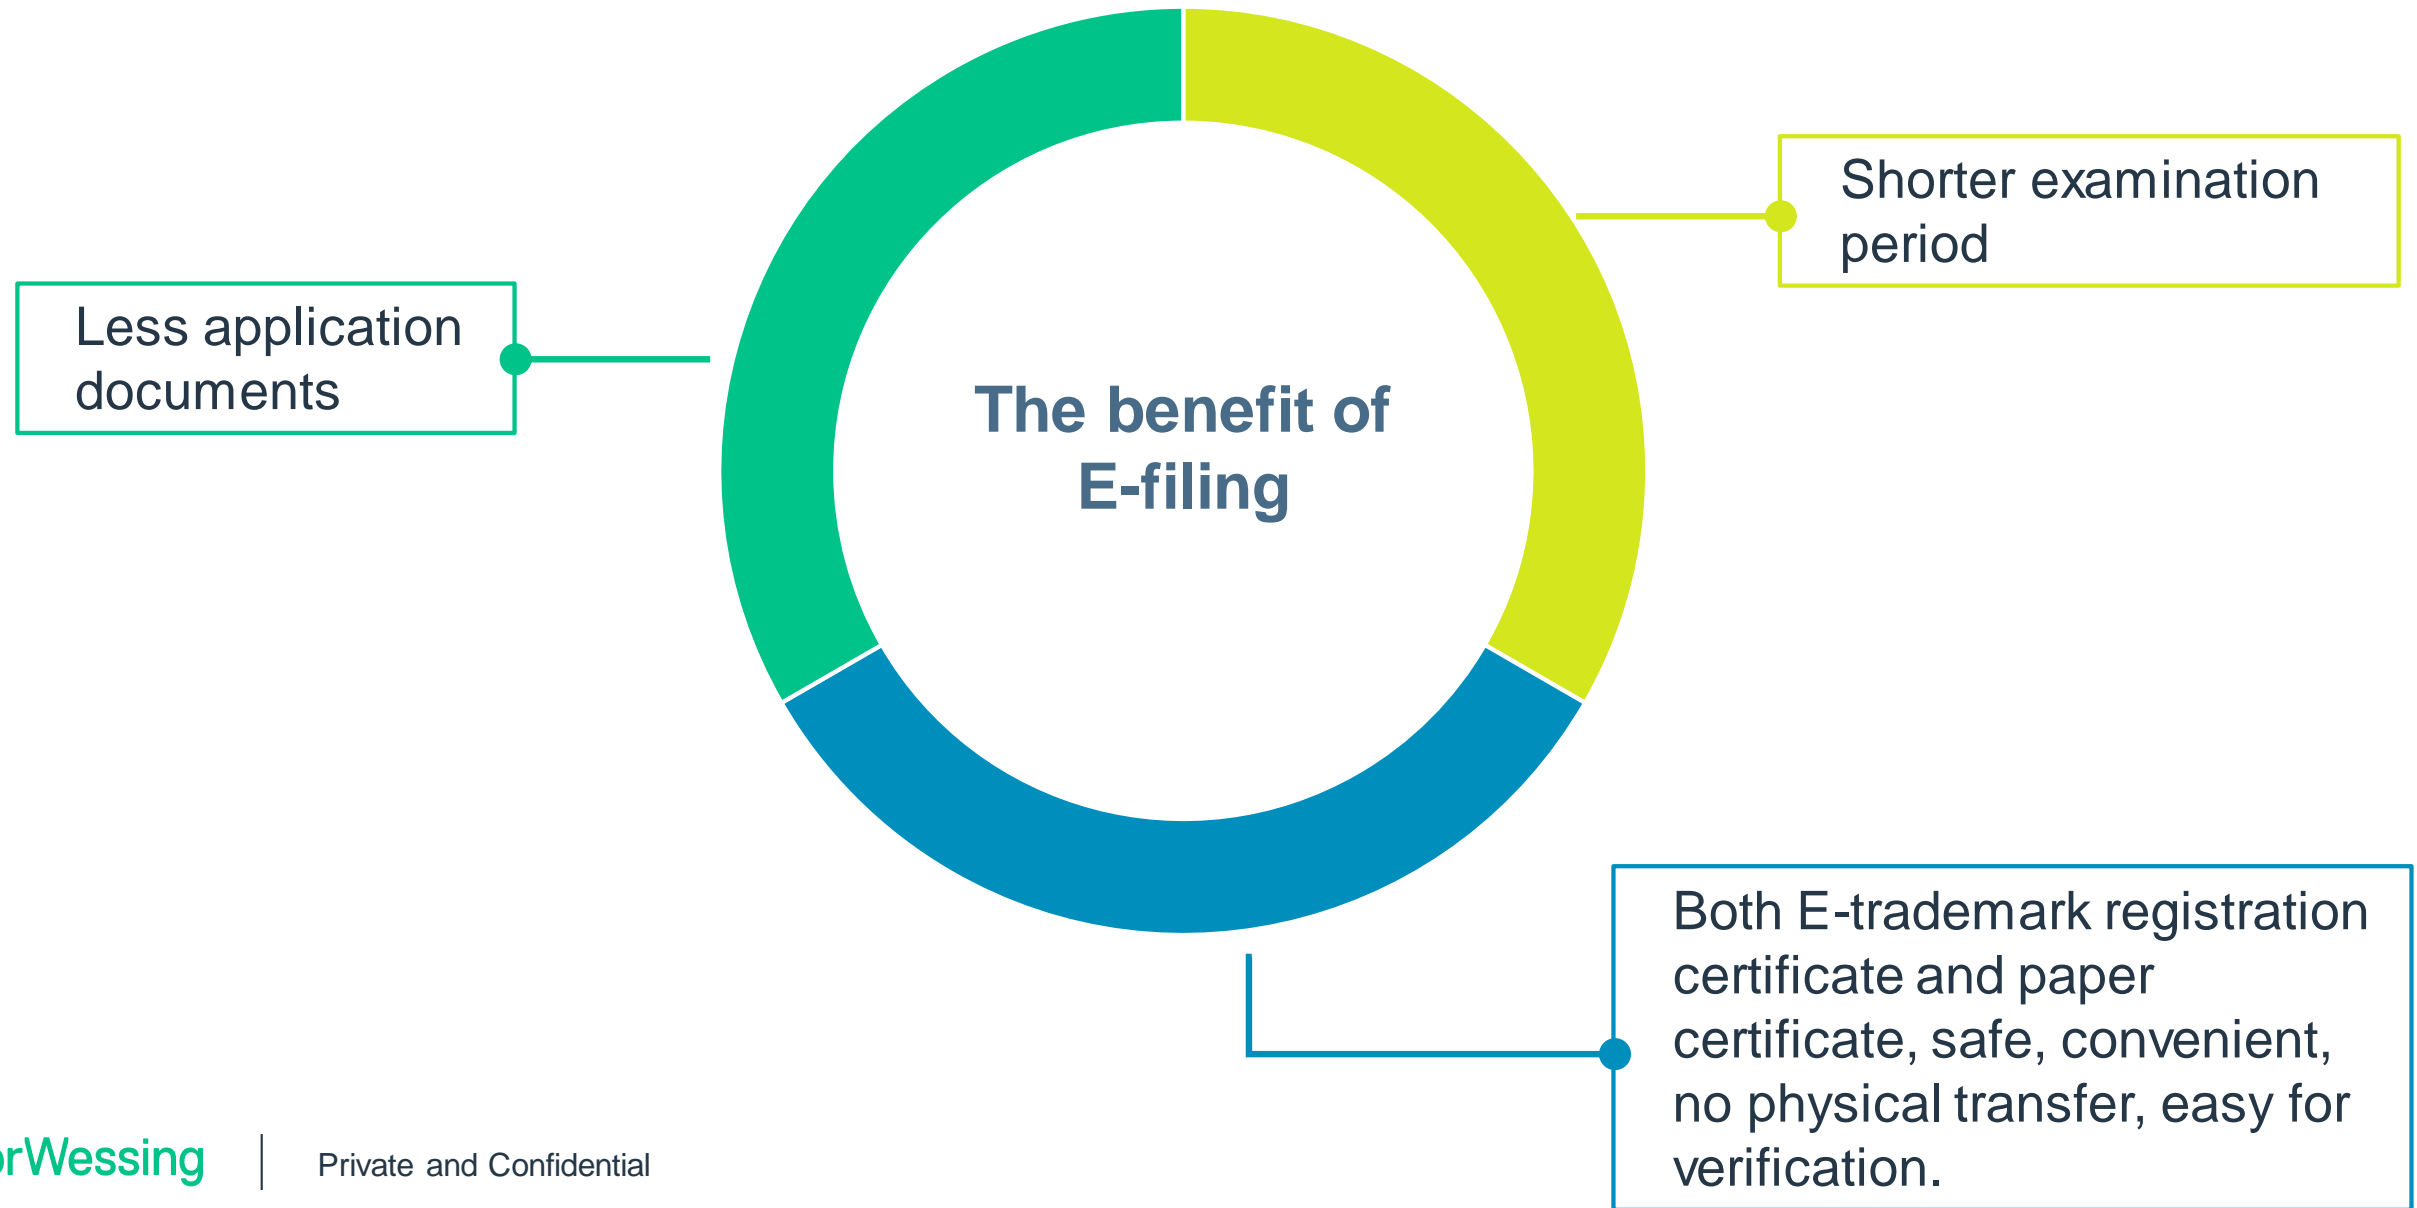 Shorter examination
period
Less application
documents
The benefit of
E-filing
Both E-trademark registration
certificate and paper
certificate, safe, convenient,
no physical transfer, easy for
verification.
orWessing
Private and Confidential